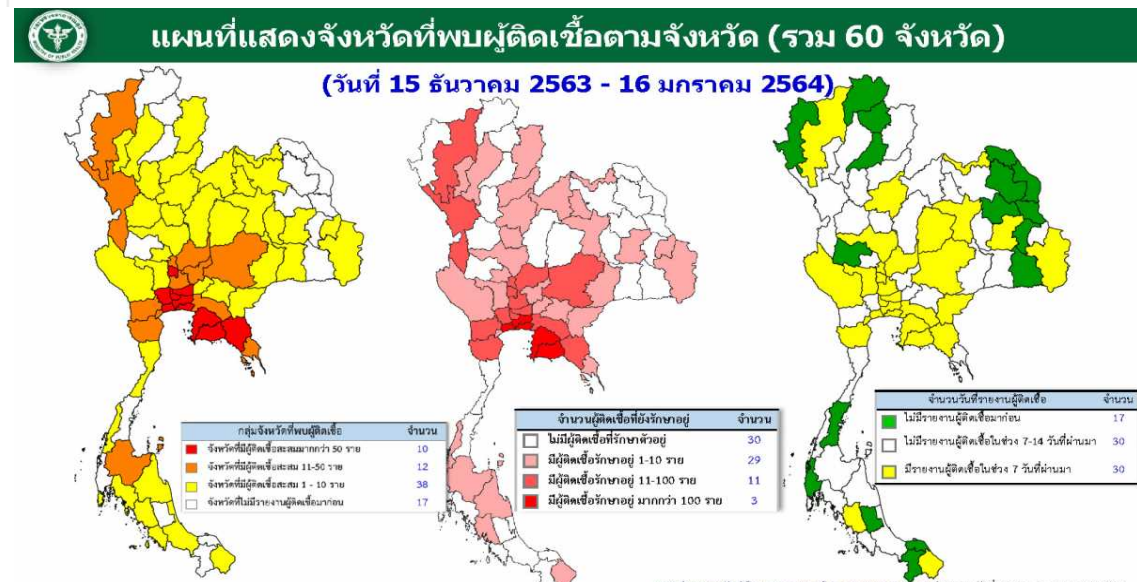 แผนที่แสดงจังหวัดที่พบผู้ติดเชื้อตามจังหวัด (รวม 60 จังหวัด)
(วันที่ 15 ธันวาคม 2563 - 16 มกราคม 2564)
กลุ่มจังหวัดที่พบผู้ติดเชื้อ จำนวน
จังหวัดที่มีผู้ติดเชื้อสะสมมากกว่า 50 ราย 10
จังหวัดที่มีผู้ติดเชื้อสะสม 11-50 ราย 12
จังหวัดที่มีผู้ติดเชื้อสะสม 1 - 10 ราย 38
จังหวัดที่ไม่มีรายงานผู้ติดเชื้อมาก่อน 17
จำนวนผู้ติดเชื้อที่ยังรักษาอยู่ จำนวน
ไม่มีผู้ติดเชื้อที่รักษาตัวอยู่ 30
มีผู้ติดเชื้อรักษาอยู่ 1-10 ราย 29
มีผู้ติดเชื้อรักษาอยู่ 11-100 ราย 11
มีผู้ติดเชื้อรักษาอยู่ มากกว่า 100 ราย 3
จำนวนวันที่รายงานผู้ติดเชื้อ จำนวน
ไม่มีรายงานผู้ติดเชื้อมาก่อน 17
ไม่มีรายงานผู้ติดเชื้อในช่วง 7-14 วันที่ผ่านมา 30
มีรายงานผู้ติดเชื้อในช่วง 7 วันที่ผ่านมา 30